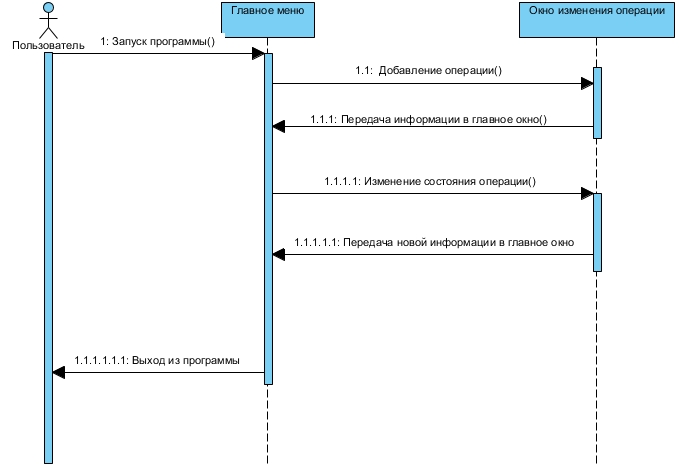 Главное меню
Окно изменения операции
Пользователь
1: Запуск программы()
1.1: Добавление операции()
1.1.1: Передача информации в главное окно()
1.1.1.1: Изменение состояния операции()
1.1.1.1.1: Передача новой информации в главное окно
1.1.1.1.1.1: Выход из программы